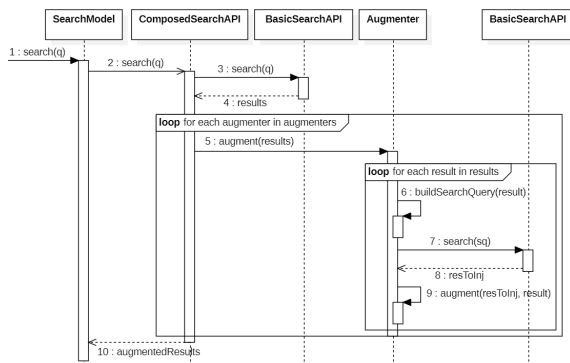 SearchModel
ComposedSearchAPI
BasicSearchAPI
Augmenter
BasicSearchAPI
1 : search(q)
2 : search(q)
3 : search(q)
4 : results
loop for each augmenter in augmenters
5 : augment(results)
loop for each result in results
6 : buildSearchQuery(result)
7 : search(sq)
8 : resToInj
9 : augment(resToInj, result)
10 : augmentedResults